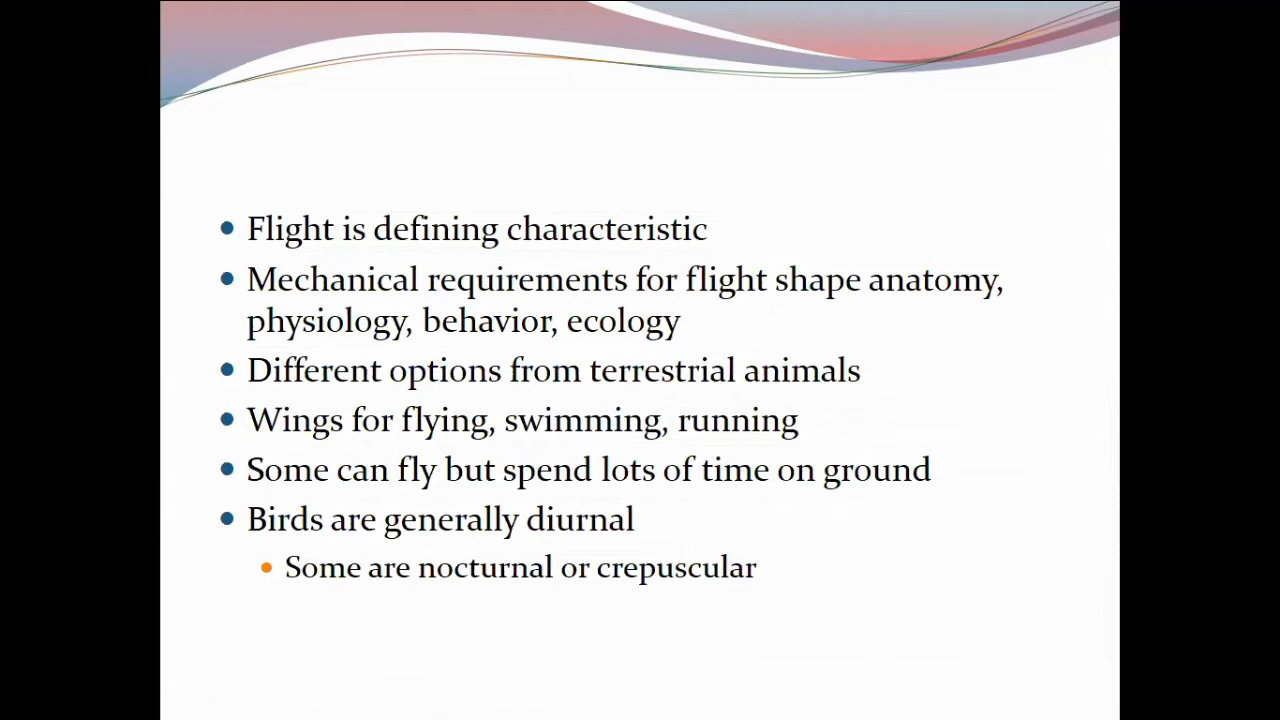 Flight is defining characteristic
Mechanical requirements for flight shape anatomy,
physiology, behavior, ecology
Different options from terrestrial animals
Wings for flying, swimming, running
Some can fly but spend lots of time on ground
Birds are generally diurnal
Some are nocturnal or crepuscular